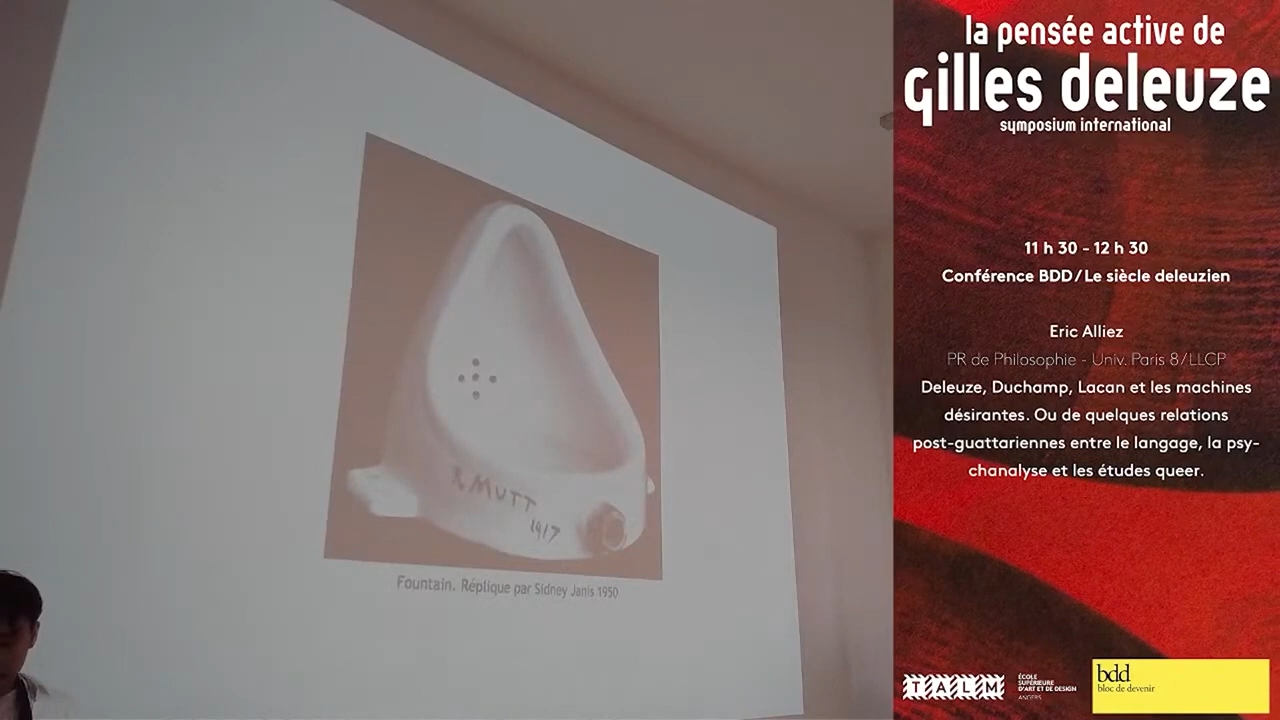 R. MUTT
1917
Fountain. Réplique par Sidney Janis 1950
la pensée active de
gilles deleuze
symposium international
11 h 30 - 12 h 30
Conférence BDD / Le siècle deleuzien
Eric Alliez
PR de Philosophie - Univ. Paris 8/LLCP
Deleuze, Duchamp, Lacan et les machines
désirantes. Ou de quelques relations
post-guattariennes entre le langage, la psy-
chanalyse et les études queer.
TALM
ÉCOLE
SUPÉRIEURE
D'ART ET DE DESIGN
ANGERS
bdd
bloc de devenir